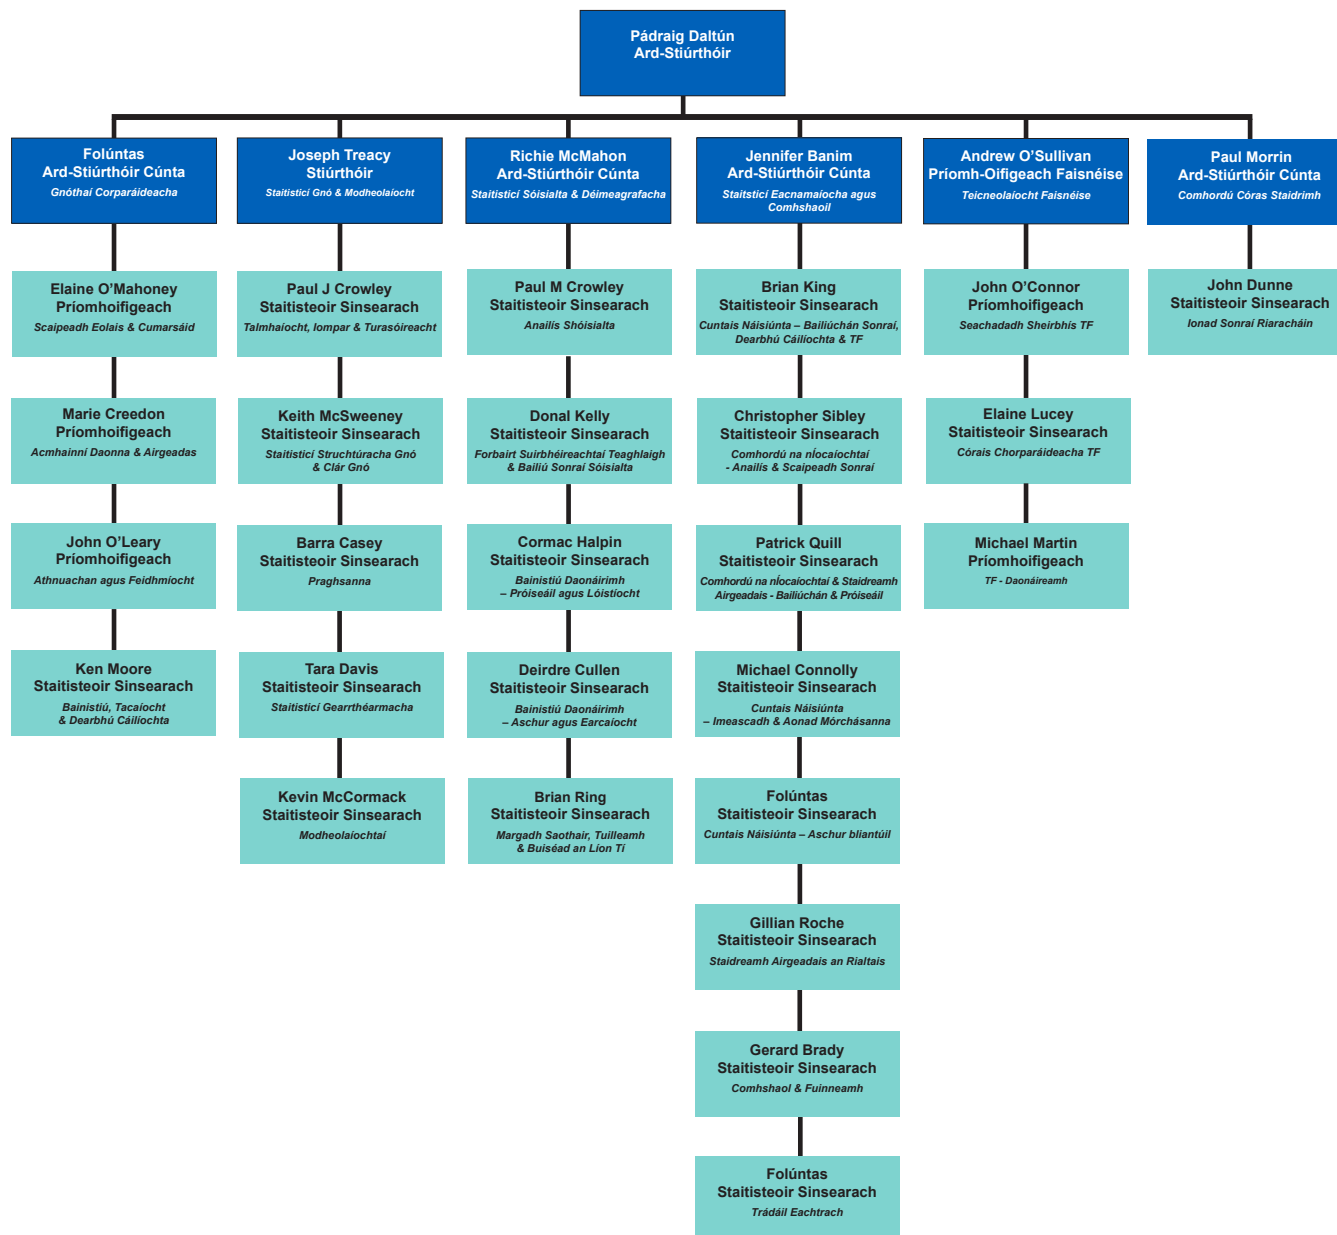 Pádraig Daltún
Ard-Stiúrthóir
Folúntas
Ard-Stiúrthóir Cúnta
Gnóthaí Corparáideacha
Joseph Treacy
Stiúrthóir
Staitisticí Gnó & Modheolaíocht
Richie McMahon
Ard-Stiúrthóir Cúnta
Staitisticí Sóisialta & Déimeagrafacha
Jennifer Banim
Ard-Stiúrthóir Cúnta
Staitsticí Eacnamaíocha agus
Comhshaoil
Andrew O’Sullivan
Príomh-Oifigeach Faisnéise
Teicneolaíocht Faisnéise
Paul Morrin
Ard-Stiúrthóir Cúnta
Comhordú Córas Staidrimh
Elaine O’Mahoney
Príomhoifigeach
Scaipeadh Eolais & Cumarsáid
Marie Creedon
Príomhoifigeach
Acmhainní Daonna & Airgeadas
John O’Leary
Príomhoifigeach
Athnuachan agus Feidhmíocht
Ken Moore
Staitisteoir Sinsearach
Bainistiú, Tacaíocht
& Dearbhú Cáilíochta
Paul J Crowley
Staitisteoir Sinsearach
Talmhaíocht, Iompar & Turasóireacht
Keith McSweeney
Staitisteoir Sinsearach
Staitisticí Struchtúracha Gnó
& Clár Gnó
Barra Casey
Staitisteoir Sinsearach
Praghsanna
Tara Davis
Staitisteoir Sinsearach
Staitisticí Gearrthéarmacha
Kevin McCormack
Staitisteoir Sinsearach
Modheolaíochtaí
Paul M Crowley
Staitisteoir Sinsearach
Anailís Shóisialta
Donal Kelly
Staitisteoir Sinsearach
Forbairt Suirbhéireachtaí Teaghlaigh
& Bailiú Sonraí Sóisialta
Cormac Halpin
Staitisteoir Sinsearach
Bainistiú Daonáirimh
– Próiseáil agus Lóistíocht
Deirdre Cullen
Staitisteoir Sinsearach
Bainistiú Daonáirimh
– Aschur agus Earcaíocht
Brian Ring
Staitisteoir Sinsearach
Margadh Saothair, Tuilleamh
& Buiséad an Líon Tí
Brian King
Staitisteoir Sinsearach
Cuntais Náisiúnta – Bailiúchán Sonraí,
Dearbhú Cáilíochta & TF
Christopher Sibley
Staitisteoir Sinsearach
Comhordú na nÍocaíochtaí
- Anailís & Scaipeadh Sonraí
Patrick Quill
Staitisteoir Sinsearach
Comhordú na nÍocaíochtaí & Staidreamh
Airgeadais - Bailiúchán & Próiseáil
Michael Connolly
Staitisteoir Sinsearach
Cuntais Náisiúnta
– Imeascadh & Aonad Mórchásanna
Folúntas
Staitisteoir Sinsearach
Cuntais Náisiúnta – Aschur bliantúil
Gillian Roche
Staitisteoir Sinsearach
Staidreamh Airgeadais an Rialtais
Gerard Brady
Staitisteoir Sinsearach
Comhshaol & Fuinneamh
Folúntas
Staitisteoir Sinsearach
Trádáil Eachtrach
John O’Connor
Príomhoifigeach
Seachadadh Sheirbhís TF
Elaine Lucey
Staitisteoir Sinsearach
Córais Chorparáideacha TF
Michael Martin
Príomhoifigeach
TF - Daonáireamh
John Dunne
Staitisteoir Sinsearach
Ionad Sonraí Riaracháin